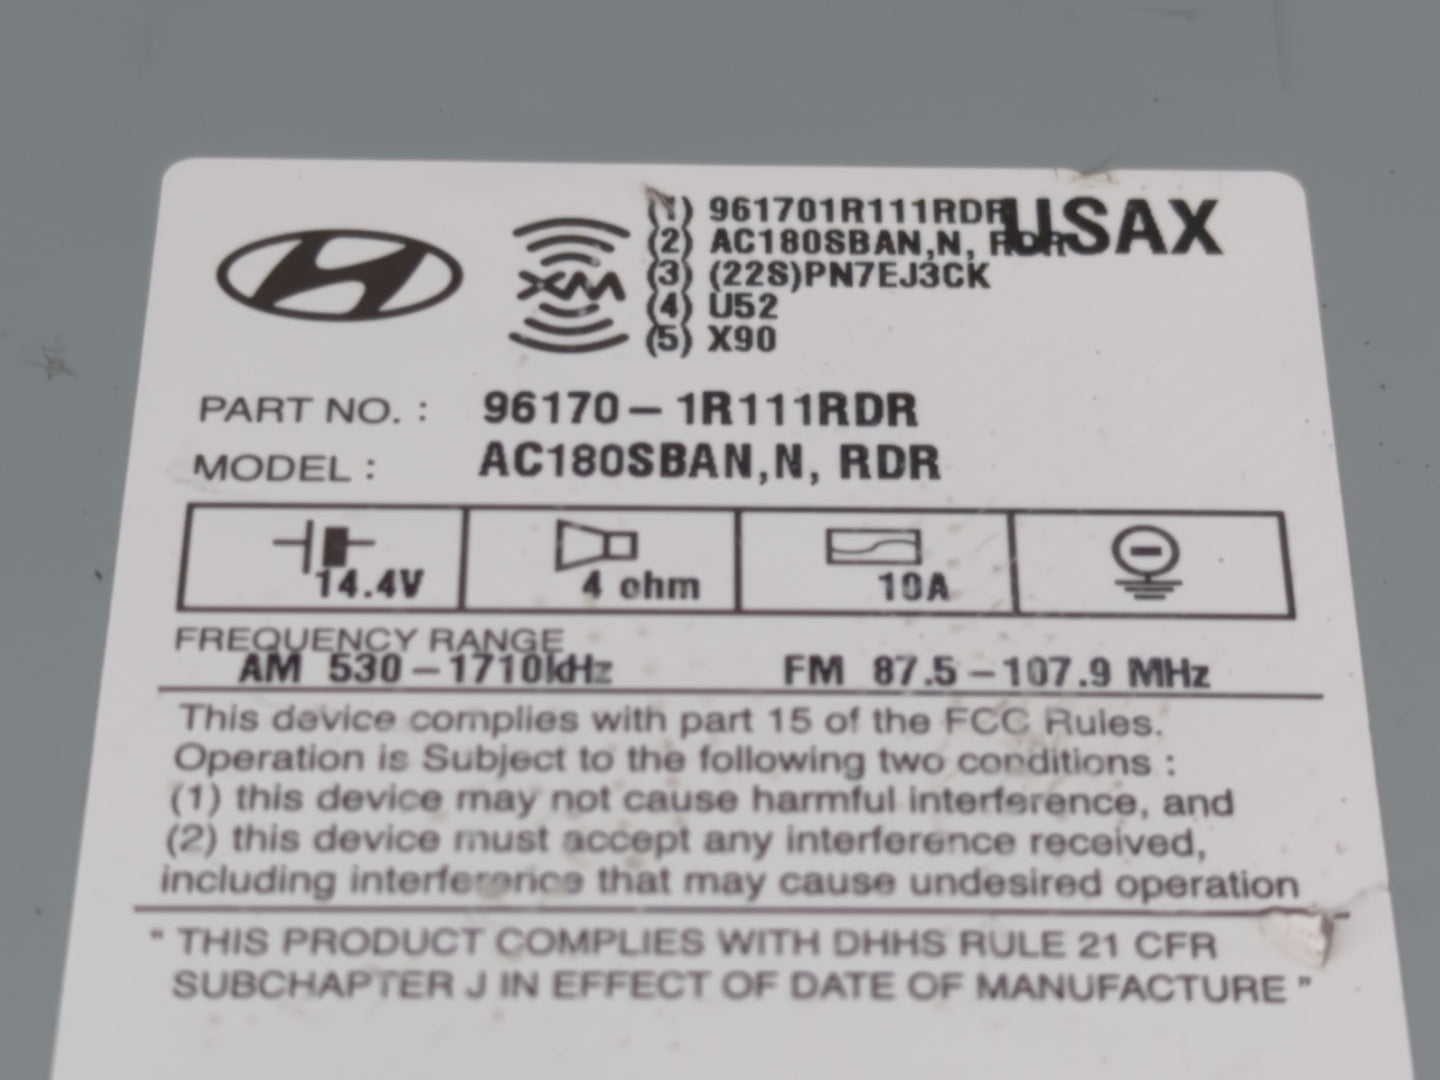 (1) 961701R111RDR USAX
(2) AC180SBAN,N, RDR
XM
(3) (22S)PN7EJ3CK
(4) U52
(5) X90
PART NO. : 96170-1R111RDR
MODEL : AC180SBAN,N, RDR
14.4V 4 ohm 10A
FREQUENCY RANGE
AM 530-1710kHz FM 87.5-107.9 MHz
This device complies with part 15 of the FCC Rules.
Operation is Subject to the following two conditions :
(1) this device may not cause harmful interference, and
(2) this device must accept any interference received,
including interference that may cause undesired operation
" THIS PRODUCT COMPLIES WITH DHHS RULE 21 CFR
SUBCHAPTER J IN EFFECT OF DATE OF MANUFACTURE "